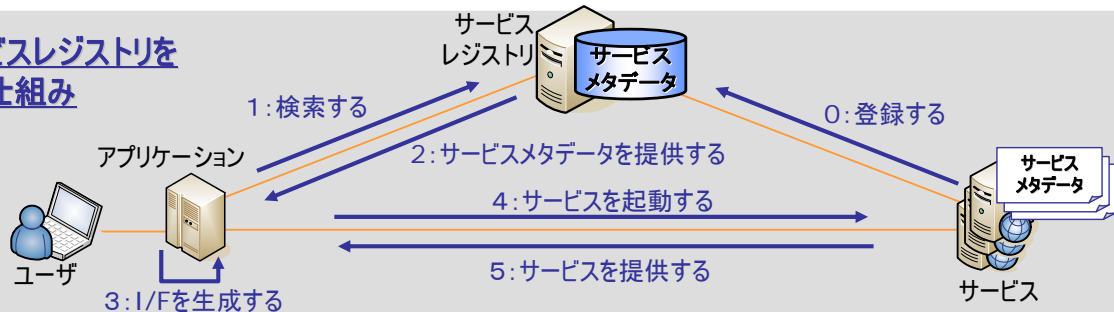 ビスレジストリを
仕組み
サービス
レジストリ
サービス
メタデータ
1:検索する
0:登録する
2:サービスメタデータを提供する
アプリケーション
サービス
メタデータ
4:サービスを起動する
5:サービスを提供する
ユーザ
3:I/Fを生成する
サービス